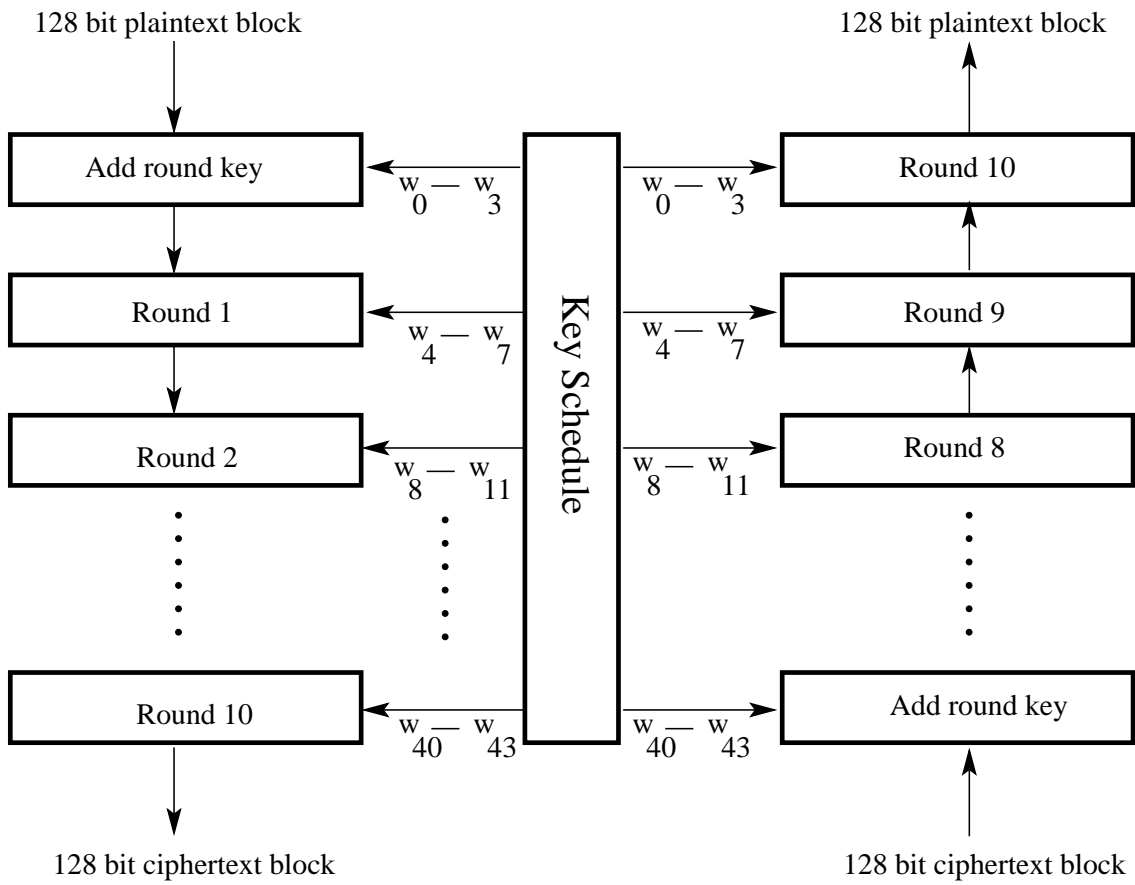 128 bit plaintext block
128 bit plaintext block
Add round key
Round 10
w0 — w3
w0 — w3
Round 1
Round 9
w4 — w7
w4 — w7
Key Schedule
Round 2
Round 8
w8 — w11
w8 — w11
Round 10
Add round key
w40 — w43
w40 — w43
128 bit ciphertext block
128 bit ciphertext block